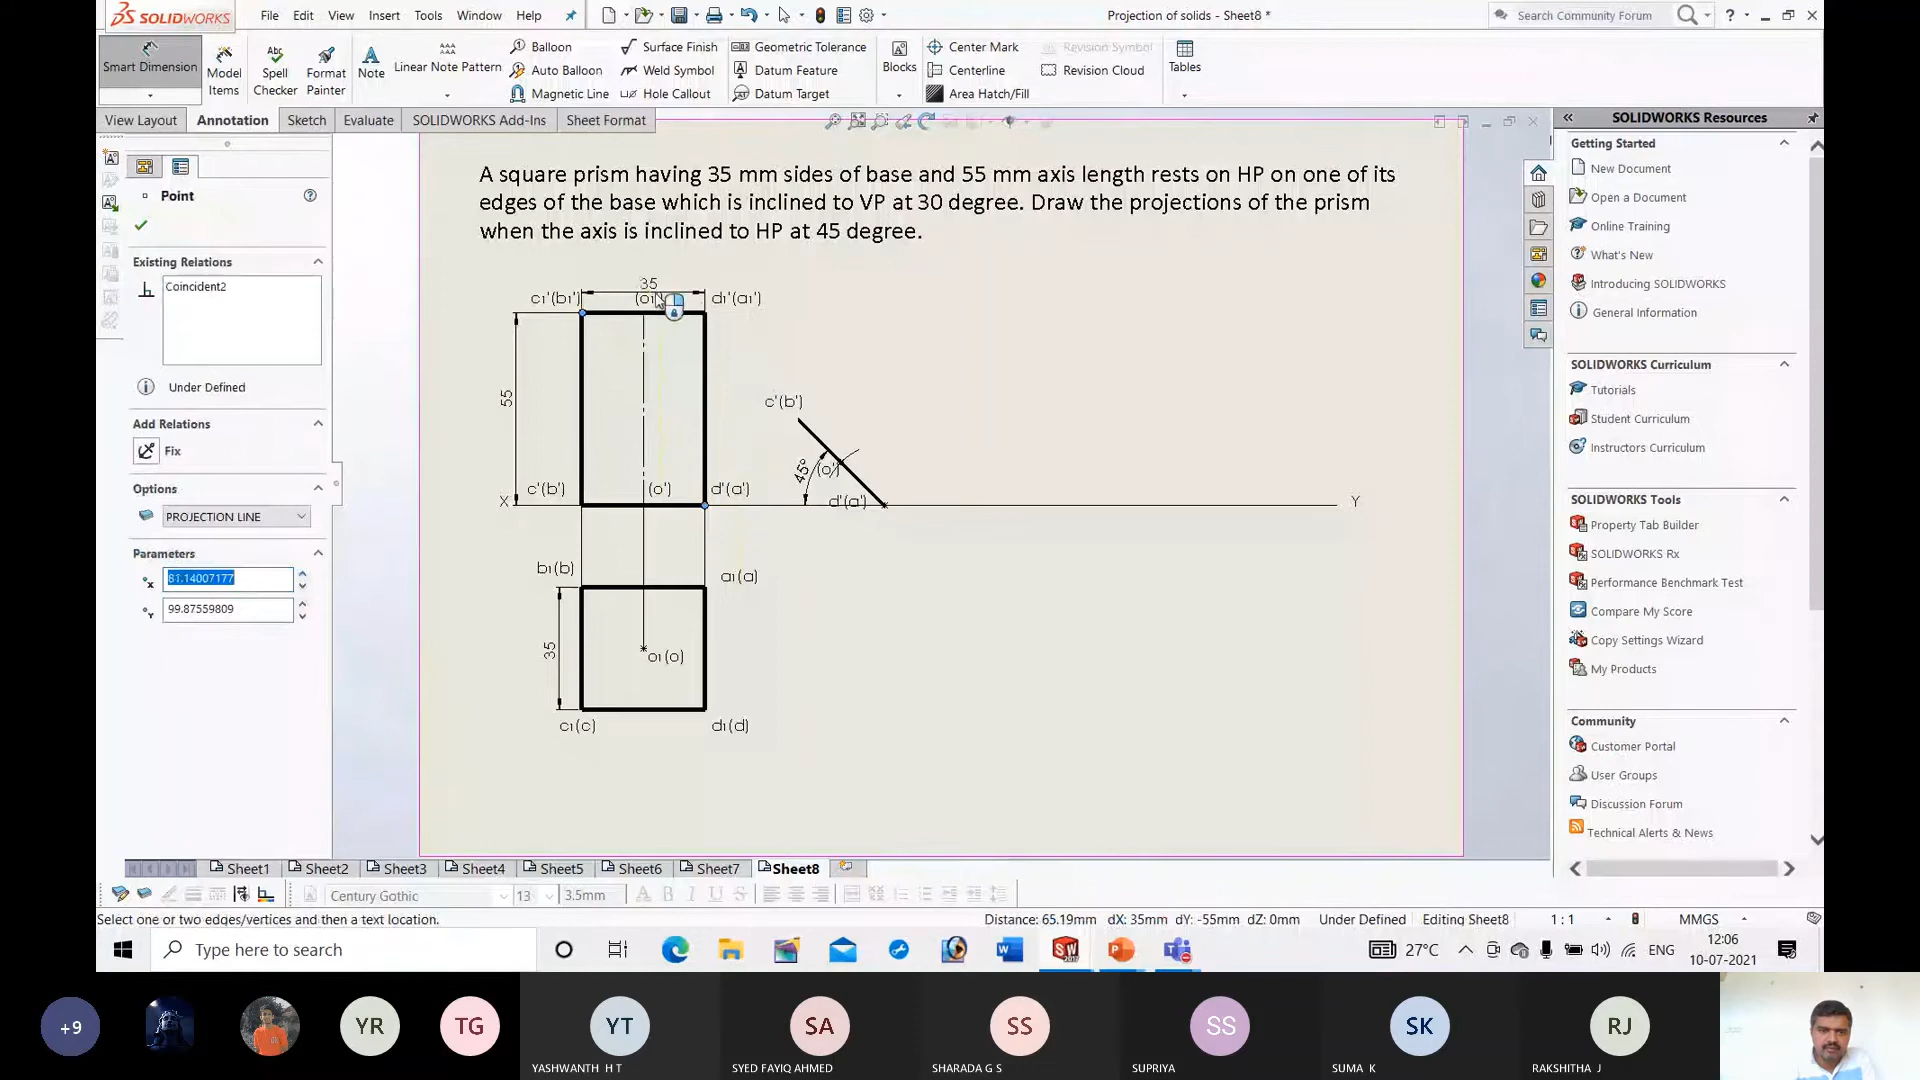 SOLIDWORKS File Edit View Insert Tools Window Help Projection of solids - Sheet8 * Search Community Forum ?
Smart Dimension Model Items Spell Checker Format Painter Note Linear Note Pattern Balloon Auto Balloon Magnetic Line Surface Finish Weld Symbol Hole Callout Geometric Tolerance Datum Feature Datum Target Blocks Center Mark Centerline Area Hatch/Fill Revision Symbol Revision Cloud Tables
View Layout Annotation Sketch Evaluate SOLIDWORKS Add-Ins Sheet Format
SOLIDWORKS Resources
Point
Existing Relations
Coincident2
Under Defined
Add Relations
Fix
Options
PROJECTION LINE
Parameters
81.14007177
99.87559809
A square prism having 35 mm sides of base and 55 mm axis length rests on HP on one of its
edges of the base which is inclined to VP at 30 degree. Draw the projections of the prism
when the axis is inclined to HP at 45 degree.
35
c1'(b1') (o1') d1'(a1')
55
c'(b')
45° (o')
c'(b') (o') d'(a') d'(a')
X Y
b1(b) a1(a)
35
o1(o)
c1(c) d1(d)
Getting Started
New Document
Open a Document
Online Training
What's New
Introducing SOLIDWORKS
General Information
SOLIDWORKS Curriculum
Tutorials
Student Curriculum
Instructors Curriculum
SOLIDWORKS Tools
Property Tab Builder
SOLIDWORKS Rx
Performance Benchmark Test
Compare My Score
Copy Settings Wizard
My Products
Community
Customer Portal
User Groups
Discussion Forum
Technical Alerts & News
Sheet1 Sheet2 Sheet3 Sheet4 Sheet5 Sheet6 Sheet7 Sheet8
Century Gothic 13 3.5mm A B I U S
Select one or two edges/vertices and then a text location. Distance: 65.19mm dX: 35mm dY: -55mm dZ: 0mm Under Defined Editing Sheet8 1 : 1 MMGS
Type here to search 27°C ENG 12:06
10-07-2021
+9 YR TG YT SA SS SS SK RJ
YASHWANTH H T SYED FAYIQ AHMED SHARADA G S SUPRIYA SUMA K RAKSHITHA J